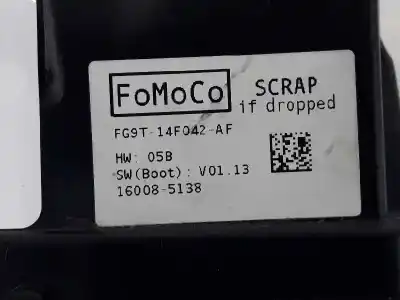 FoMoCo
SCRAP
if dropped
FG9T-14F042-AF
HW: 05B
SW(Boot): V01.13
16008-5138